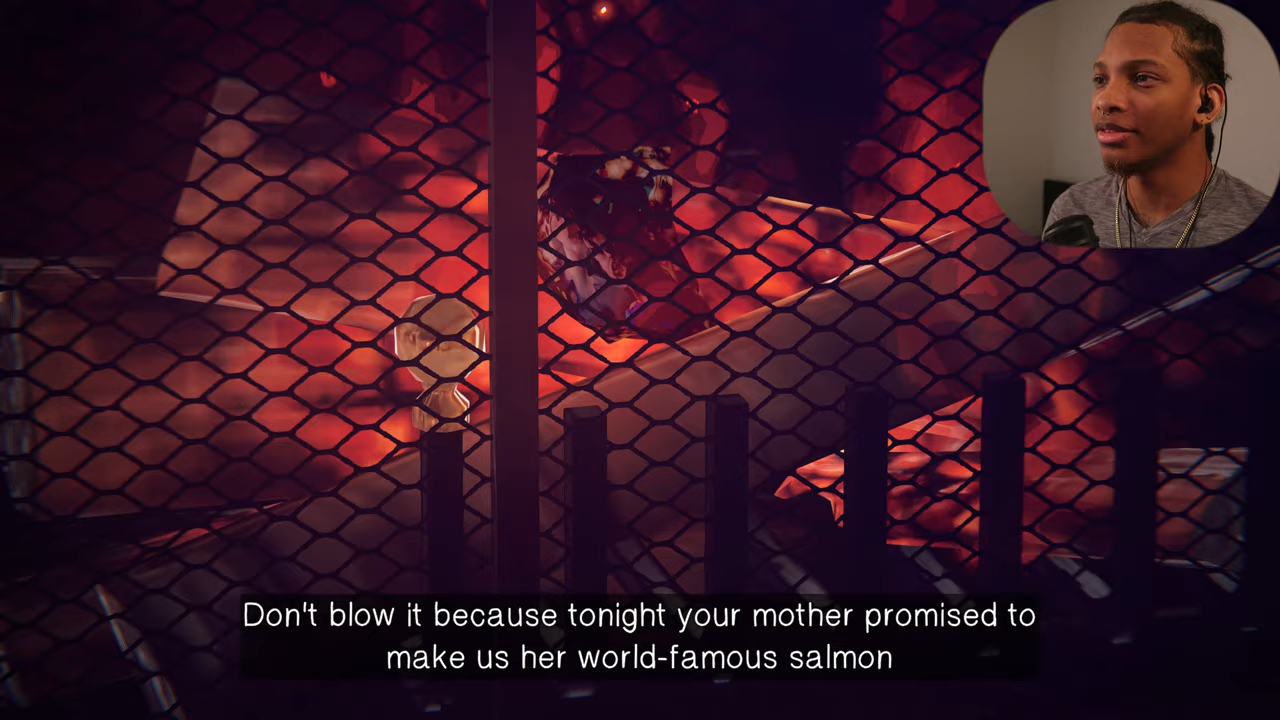 Don't blow it because tonight your mother promised to
make us her world-famous salmon